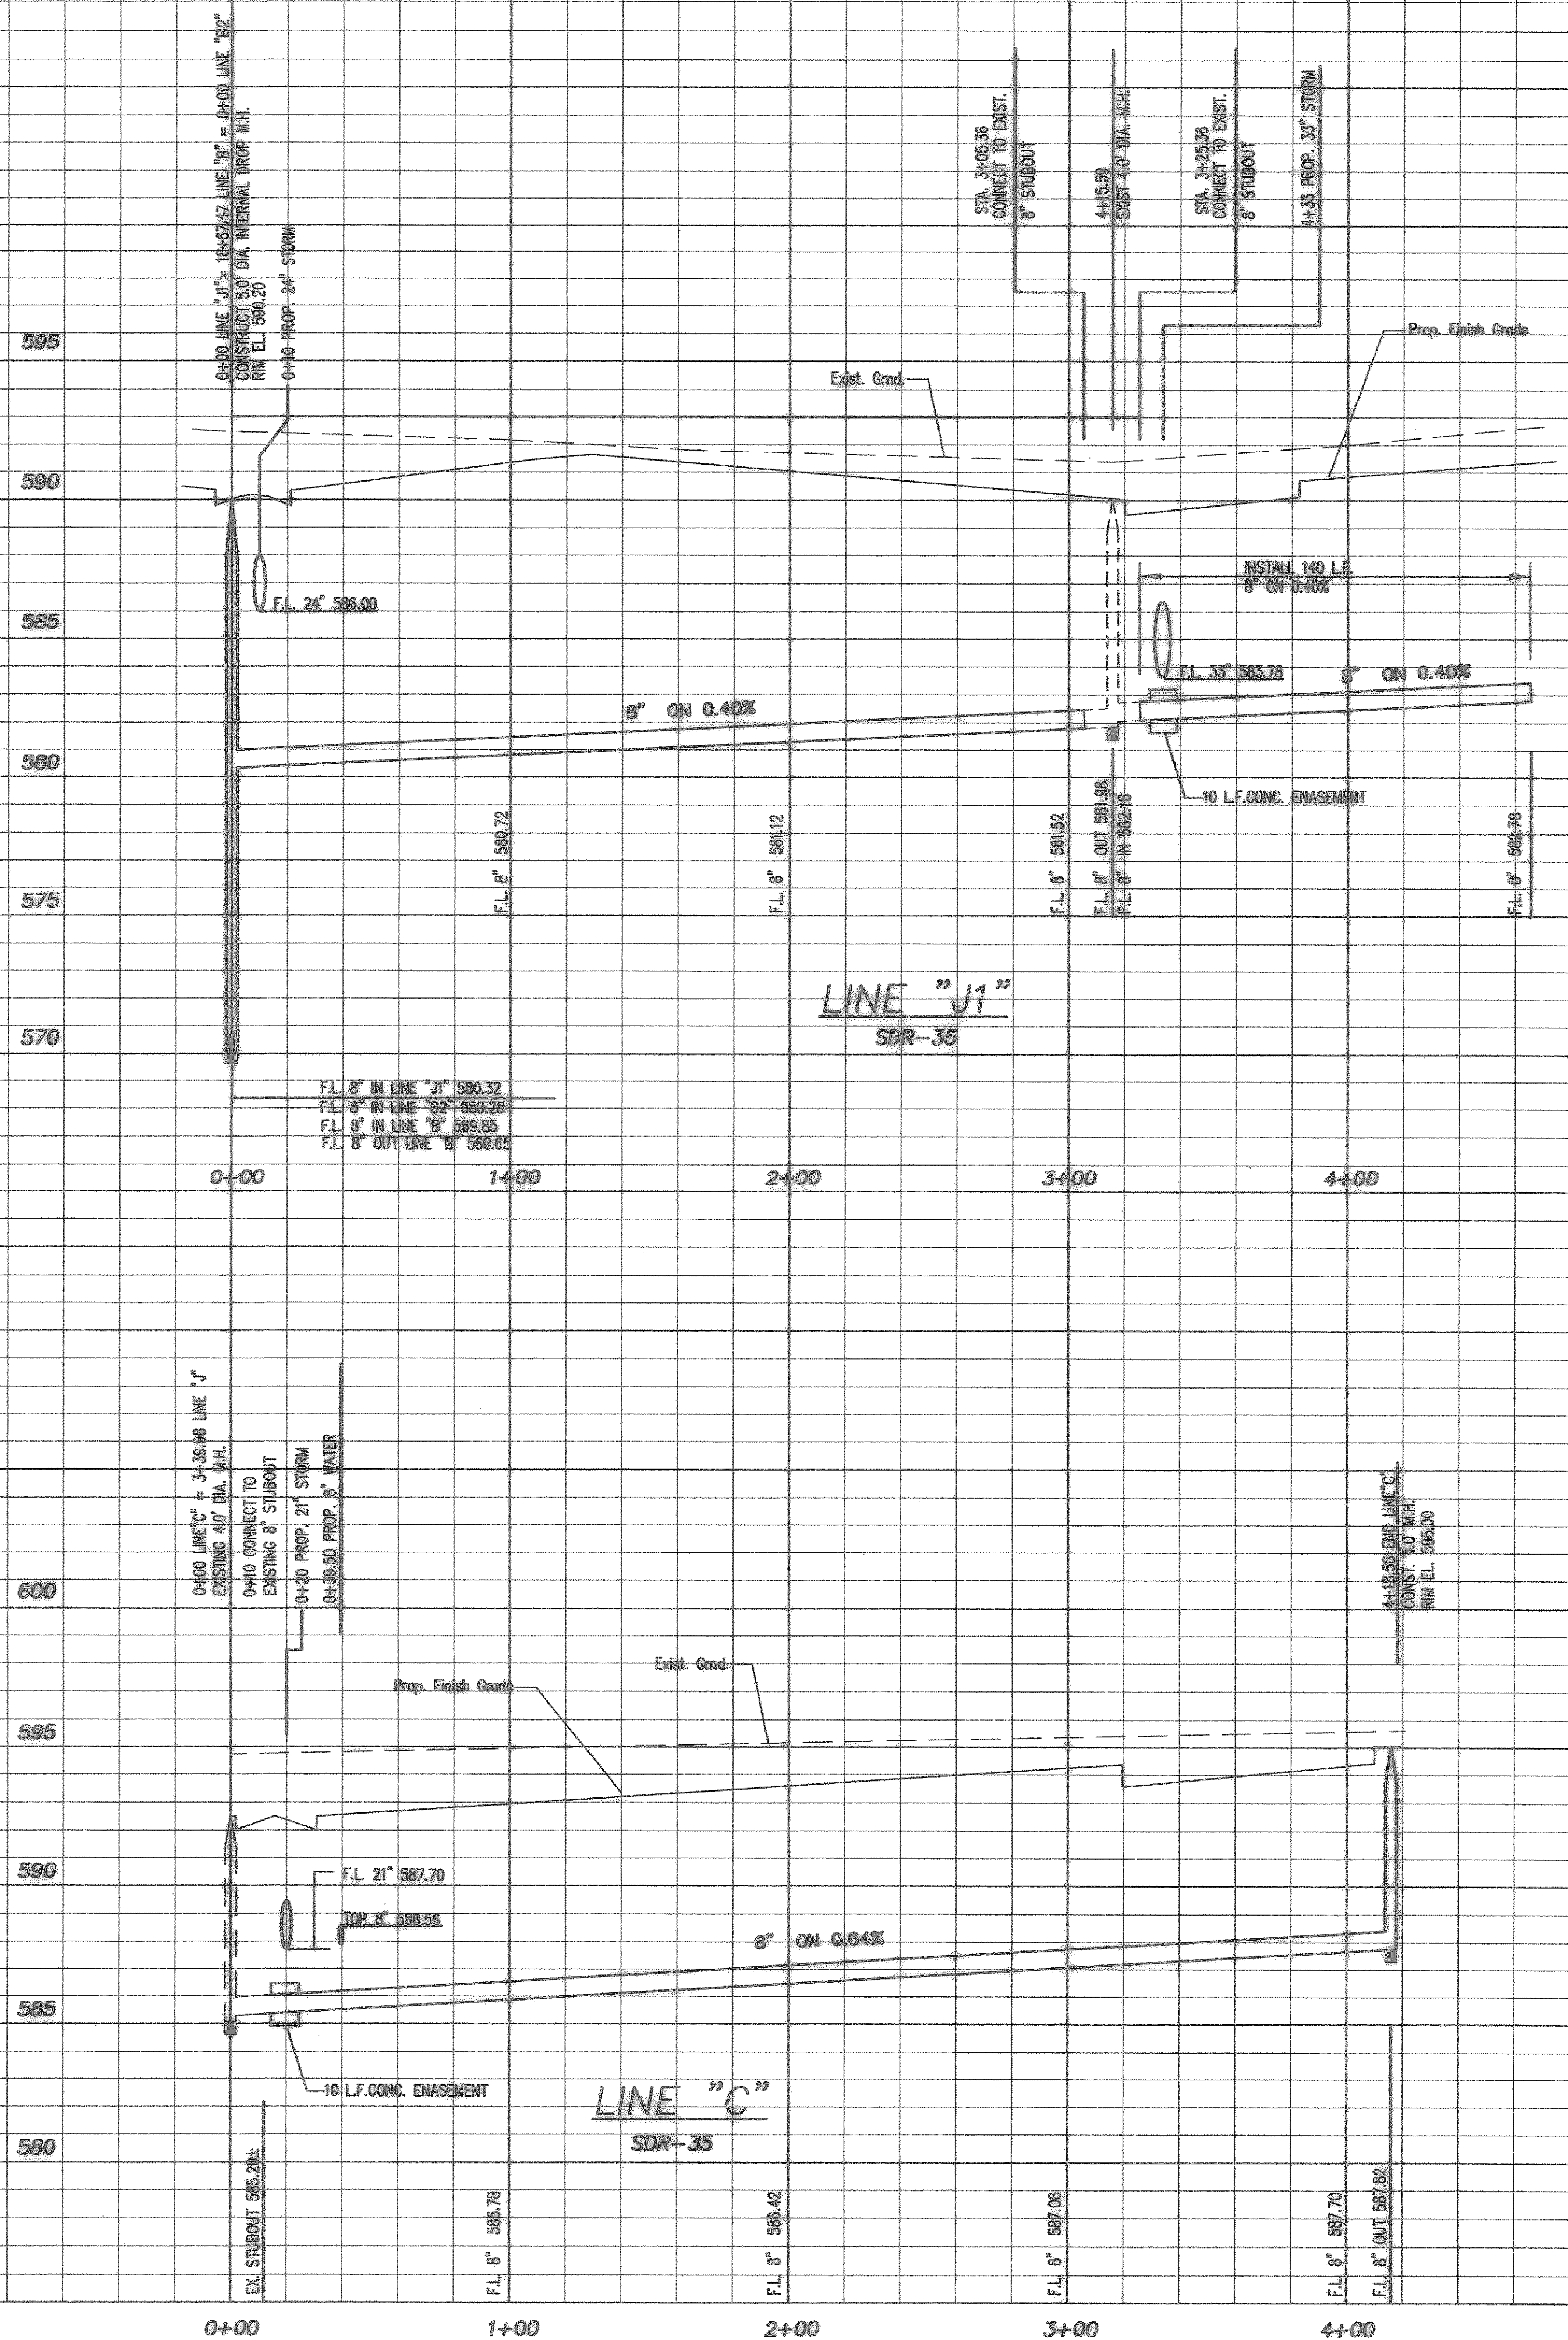 0+00 LINE "J1"= 18+67.47 LINE "B" = 0+00 LINE "B2"
CONSTRUCT 5.0' DIA. INTERNAL DROP M.H.
RIM EL. 590.20
0+10 PROP. 24" STORM
STA. 3+05.36
CONNECT TO EXIST.
8" STUBOUT
4+15.59
EXIST 4.0' DIA. M.H.
STA. 3+25.36
CONNECT TO EXIST.
8" STUBOUT
4+33 PROP. 33" STORM
595
Prop. Finish Grade
Exist. Grnd.
590
INSTALL 140 L.F.
8" ON 0.40%
F.L. 24" 586.00
585
F.L. 33" 583.78
8" ON 0.40%
8" ON 0.40%
580
10 L.F.CONC. ENASEMENT
F.L. 8" 580.72
F.L. 8" 581.12
F.L. 8" 581.52
F.L. 8" OUT 581.98
F.L. 8" IN 582.18
F.L. 8" 582.78
575
LINE "J1"
SDR-35
570
F.L. 8" IN LINE "J1" 580.32
F.L. 8" IN LINE "B2" 580.28
F.L. 8" IN LINE "B" 569.85
F.L. 8" OUT LINE "B" 569.65
0+00 1+00 2+00 3+00 4+00
0+00 LINE"C" = 3+39.98 LINE "J"
EXISTING 4.0' DIA. M.H.
0+10 CONNECT TO
EXISTING 8" STUBOUT
0+20 PROP. 21" STORM
0+39.50 PROP. 8" WATER
4+18.58 END LINE"C"
CONST. 4.0' M.H.
RIM EL. 595.00
600
Exist. Grnd.
Prop. Finish Grade
595
590
F.L. 21" 587.70
TOP 8" 588.56
8" ON 0.64%
585
10 L.F.CONC. ENASEMENT
LINE "C"
SDR-35
580
EX. STUBOUT 585.20±
F.L. 8" 585.78
F.L. 8" 586.42
F.L. 8" 587.06
F.L. 8" 587.70
F.L. 8" OUT 587.82
0+00 1+00 2+00 3+00 4+00